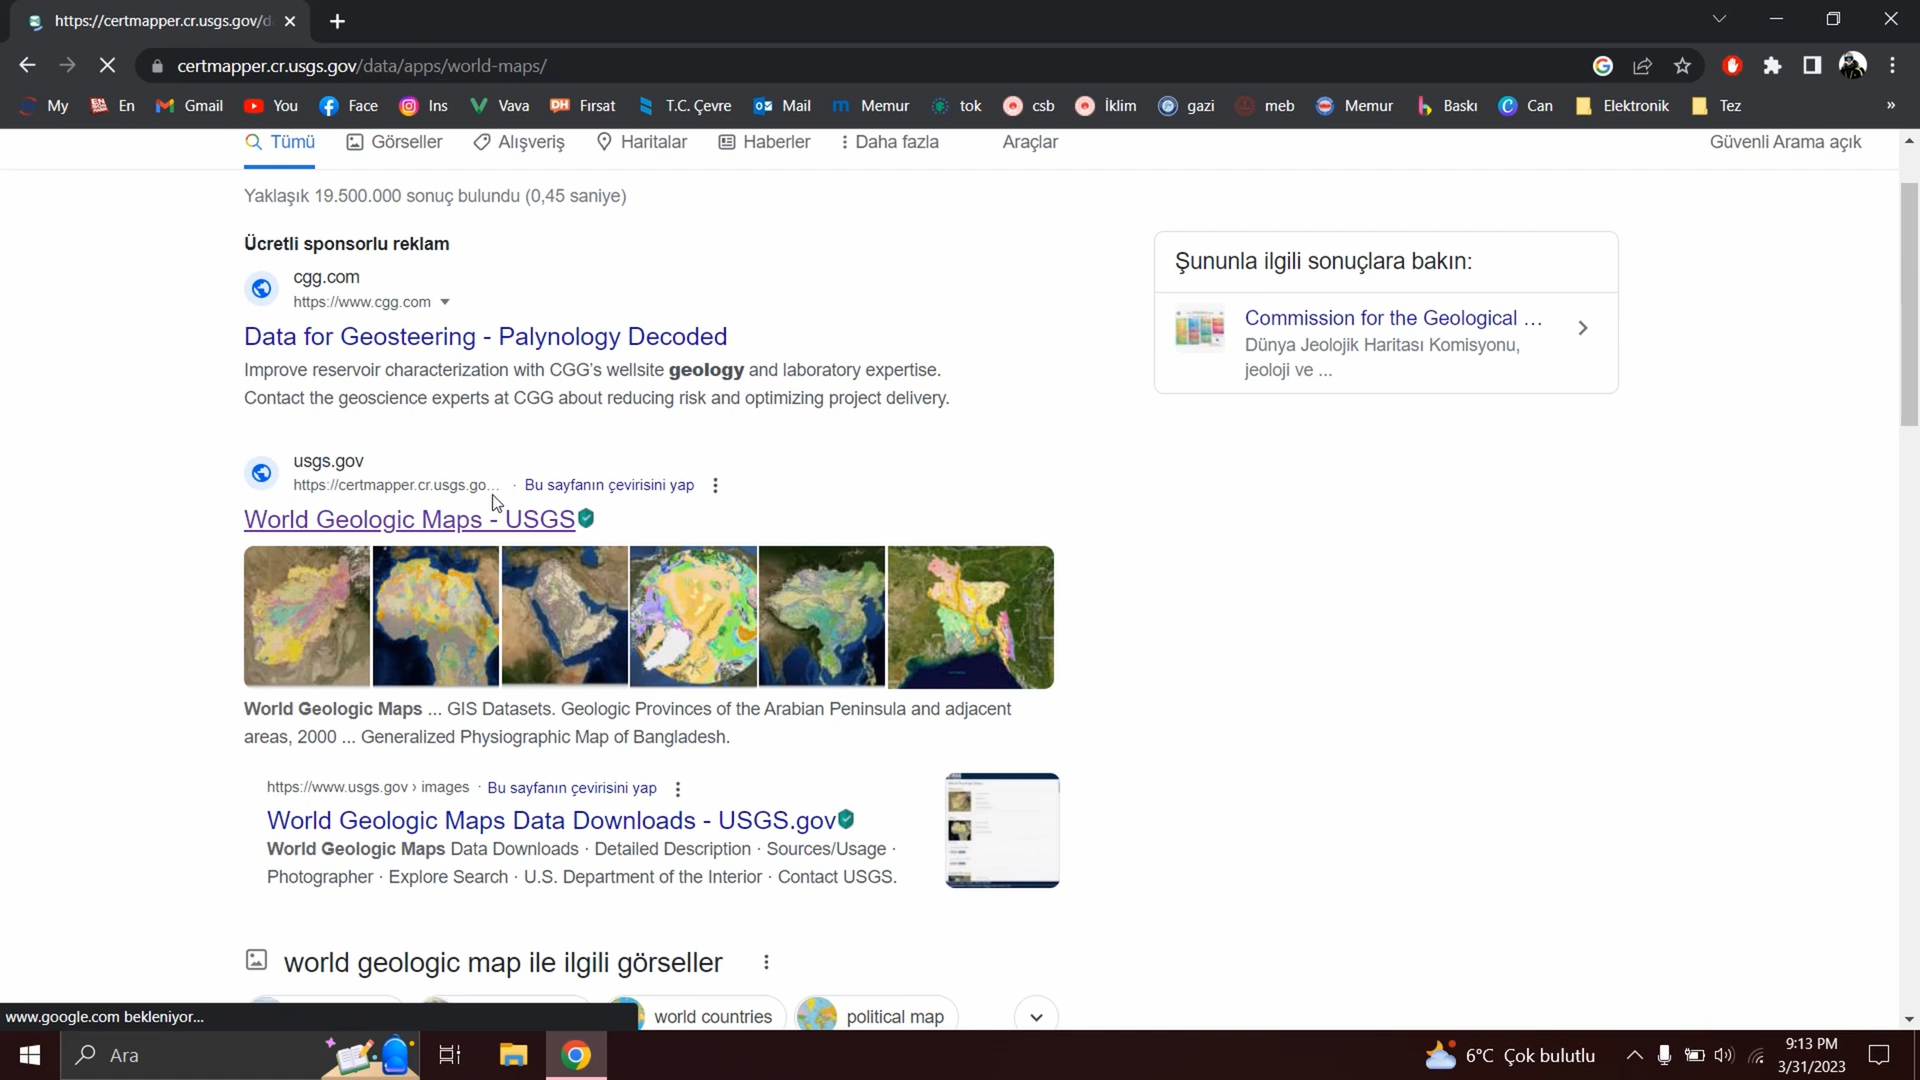 https://certmapper.cr.usgs.gov/d
certmapper.cr.usgs.gov/data/apps/world-maps/
My En Gmail You Face Ins Vava DH Fırsat T.C. Çevre Mail Memur tok csb İklim gazi meb Memur Baskı Can Elektronik Tez »
Tümü Görseller Alışveriş Haritalar Haberler Daha fazla Araçlar Güvenli Arama açık
Yaklaşık 19.500.000 sonuç bulundu (0,45 saniye)
Ücretli sponsorlu reklam
cgg.com
https://www.cgg.com
Data for Geosteering - Palynology Decoded
Improve reservoir characterization with CGG's wellsite geology and laboratory expertise.
Contact the geoscience experts at CGG about reducing risk and optimizing project delivery.
Şununla ilgili sonuçlara bakın:
Commission for the Geological ...
Dünya Jeolojik Haritası Komisyonu,
jeoloji ve ...
usgs.gov
https://certmapper.cr.usgs.go... · Bu sayfanın çevirisini yap
World Geologic Maps - USGS
World Geologic Maps ... GIS Datasets. Geologic Provinces of the Arabian Peninsula and adjacent
areas, 2000 ... Generalized Physiographic Map of Bangladesh.
https://www.usgs.gov › images · Bu sayfanın çevirisini yap
World Geologic Maps Data Downloads - USGS.gov
World Geologic Maps Data Downloads · Detailed Description · Sources/Usage ·
Photographer · Explore Search · U.S. Department of the Interior · Contact USGS.
world geologic map ile ilgili görseller
world countries political map
www.google.com bekleniyor...
Ara
6°C Çok bulutlu
9:13 PM
3/31/2023